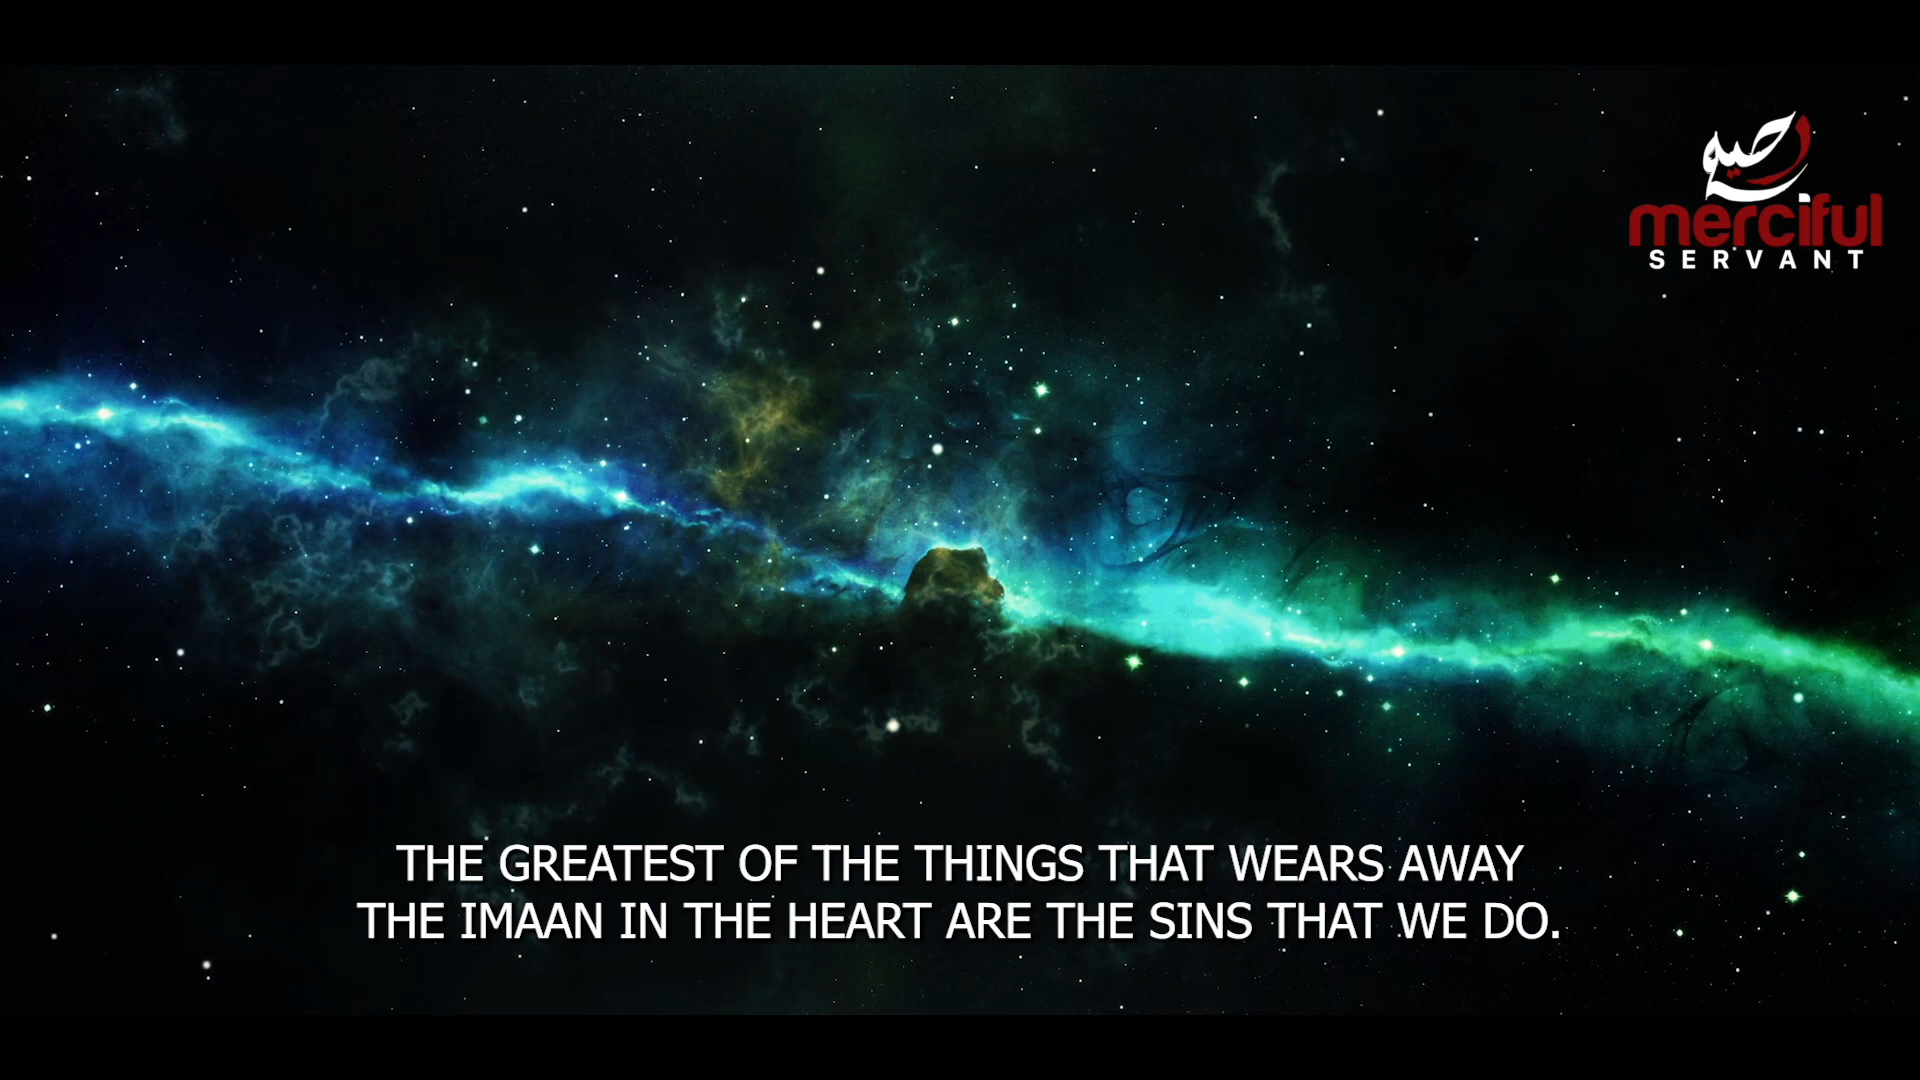 رحيم
merciful
SERVANT
THE GREATEST OF THE THINGS THAT WEARS AWAY
THE IMAAN IN THE HEART ARE THE SINS THAT WE DO.